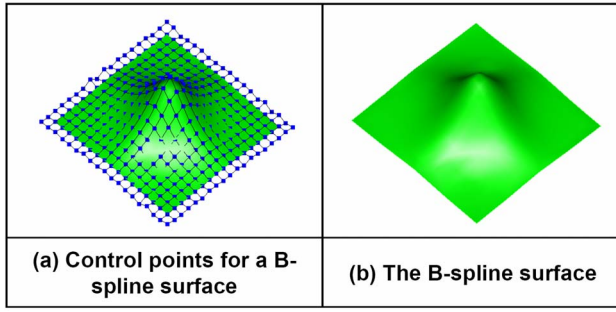 (a) Control points for a B-
spline surface
(b) The B-spline surface